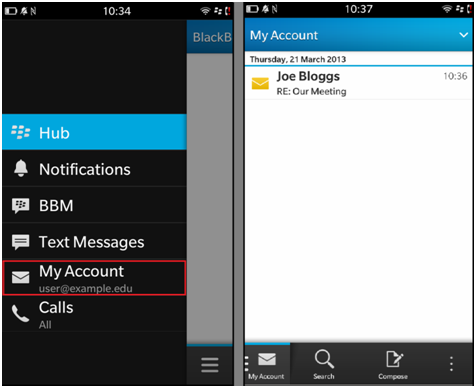 10:34
BlackB
Hub
Notifications
BBM
Text Messages
My Account
user@example.edu
Calls
All
10:37
My Account
Thursday, 21 March 2013
Joe Bloggs 10:36
RE: Our Meeting
My Account Search Compose